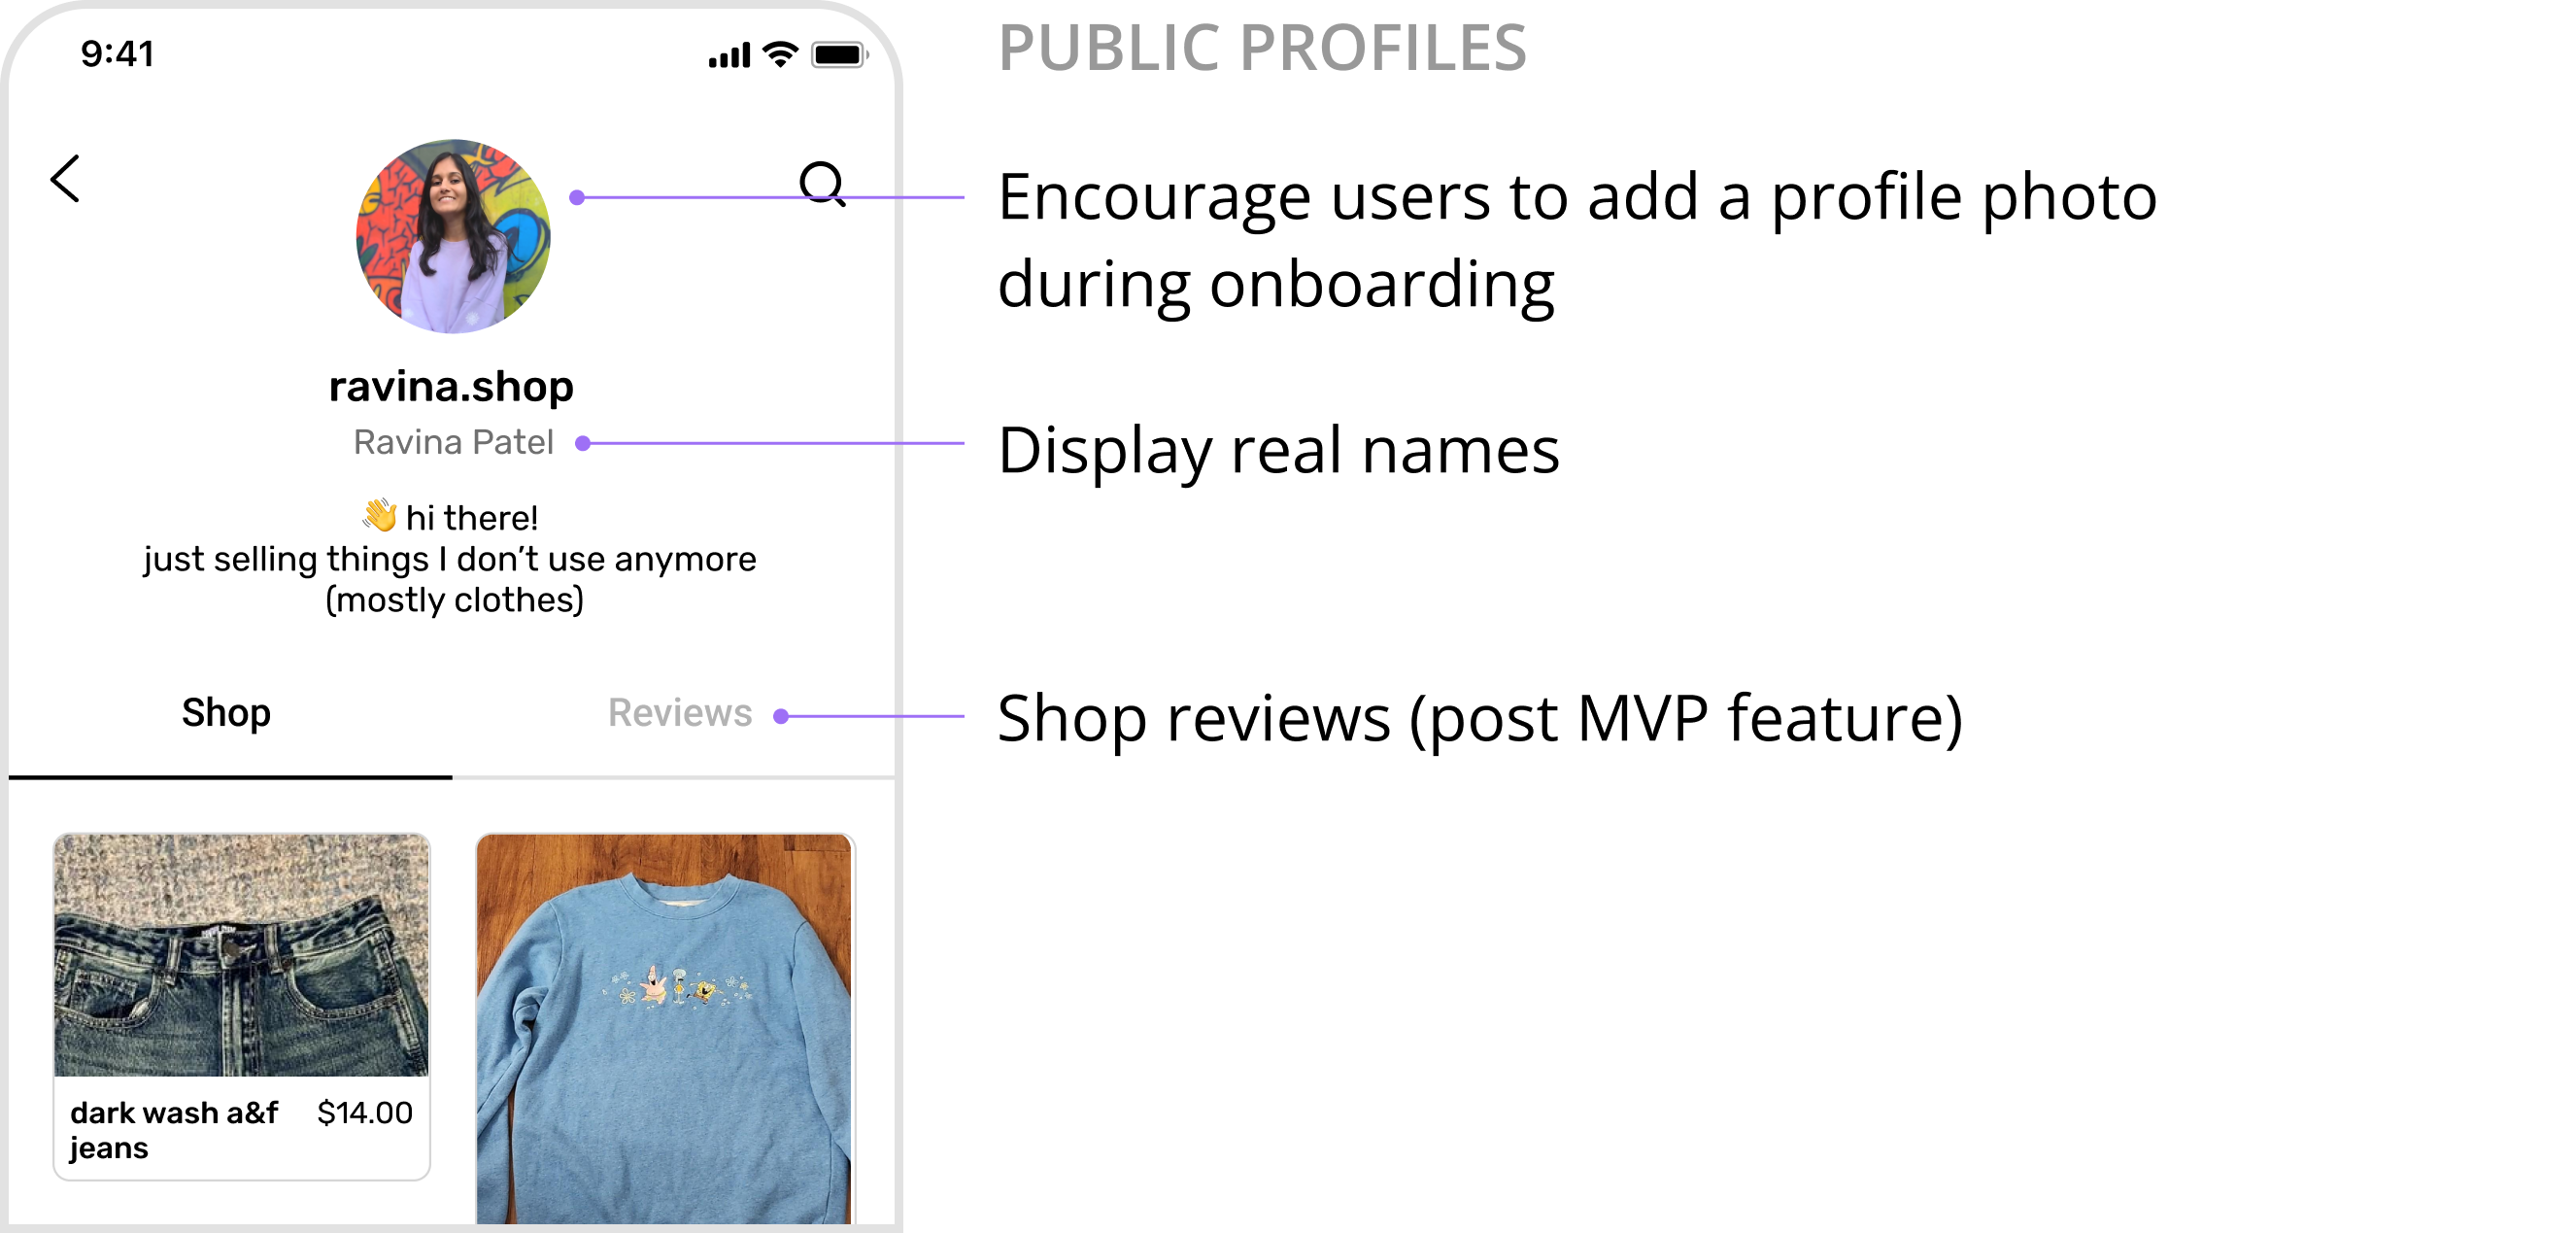 9:41
ravina.shop
Ravina Patel
👋 hi there!
just selling things I don’t use anymore
(mostly clothes)
Shop
Reviews
dark wash a&f
jeans
$14.00
PUBLIC PROFILES
Encourage users to add a profile photo
during onboarding
Display real names
Shop reviews (post MVP feature)